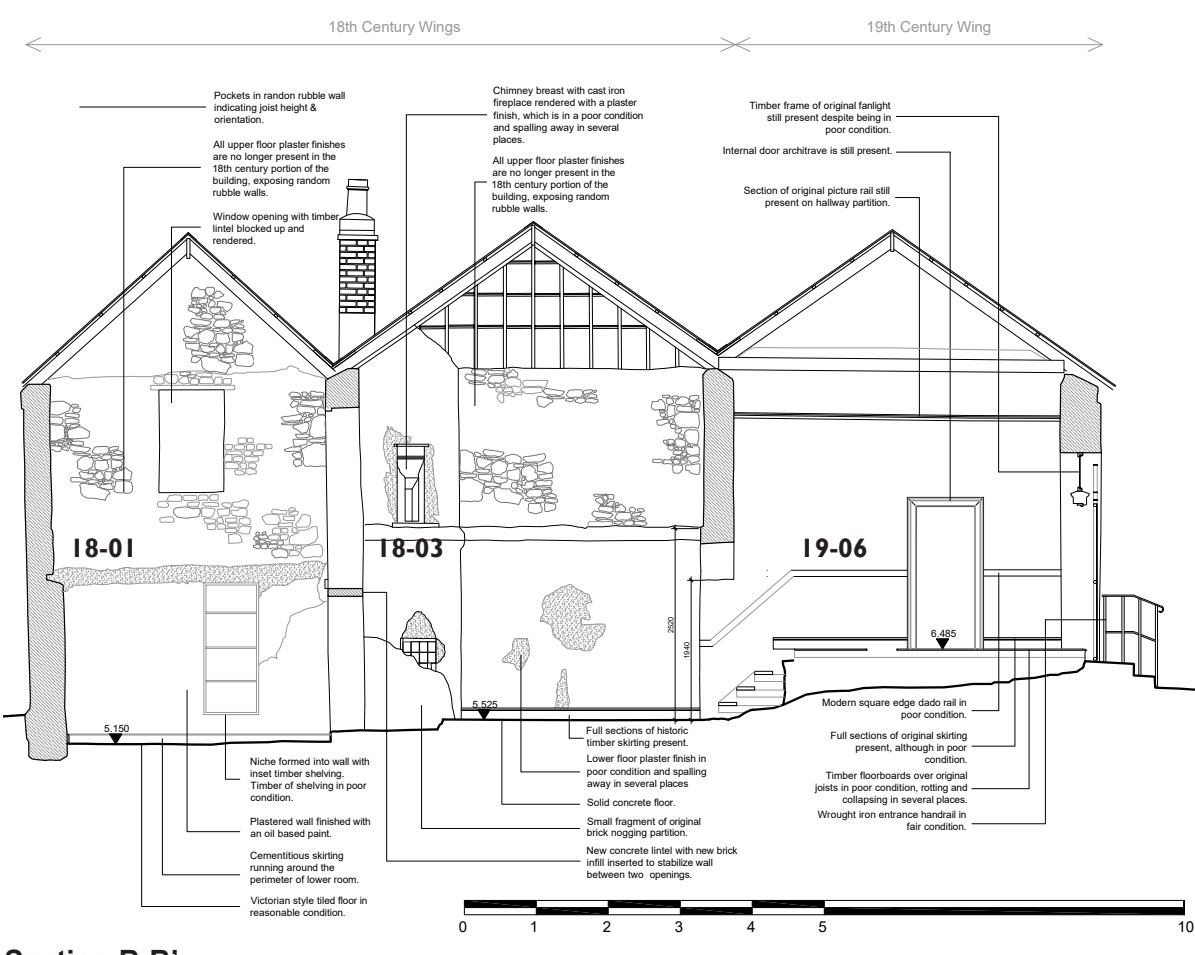 18th Century Wings
19th Century Wing
Pockets in randon rubble wall
indicating joist height &
orientation.
All upper floor plaster finishes
are no longer present in the
18th century portion of the
building, exposing random
rubble walls.
Window opening with timber
lintel blocked up and
rendered.
Chimney breast with cast iron
fireplace rendered with a plaster
finish, which is in a poor condition
and spalling away in several
places.
All upper floor plaster finishes
are no longer present in the
18th century portion of the
building, exposing random
rubble walls.
Timber frame of original fanlight
still present despite being in
poor condition.
Internal door architrave is still present.
Section of original picture rail still
present on hallway partition.
18-01
18-03
19-06
2520
1940
6.485
5.525
5.150
Niche formed into wall with
inset timber shelving.
Timber of shelving in poor
condition.
Plastered wall finished with
an oil based paint.
Cementitious skirting
running around the
perimeter of lower room.
Victorian style tiled floor in
reasonable condition.
Full sections of historic
timber skirting present.
Lower floor plaster finish in
poor condition and spalling
away in several places
Solid concrete floor.
Small fragment of original
brick nogging partition.
New concrete lintel with new brick
infill inserted to stabilize wall
between two openings.
Modern square edge dado rail in
poor condition.
Full sections of original skirting
present, although in poor
condition.
Timber floorboards over original
joists in poor condition, rotting and
collapsing in several places.
Wrought iron entrance handrail in
fair condition.
0 1 2 3 4 5 10